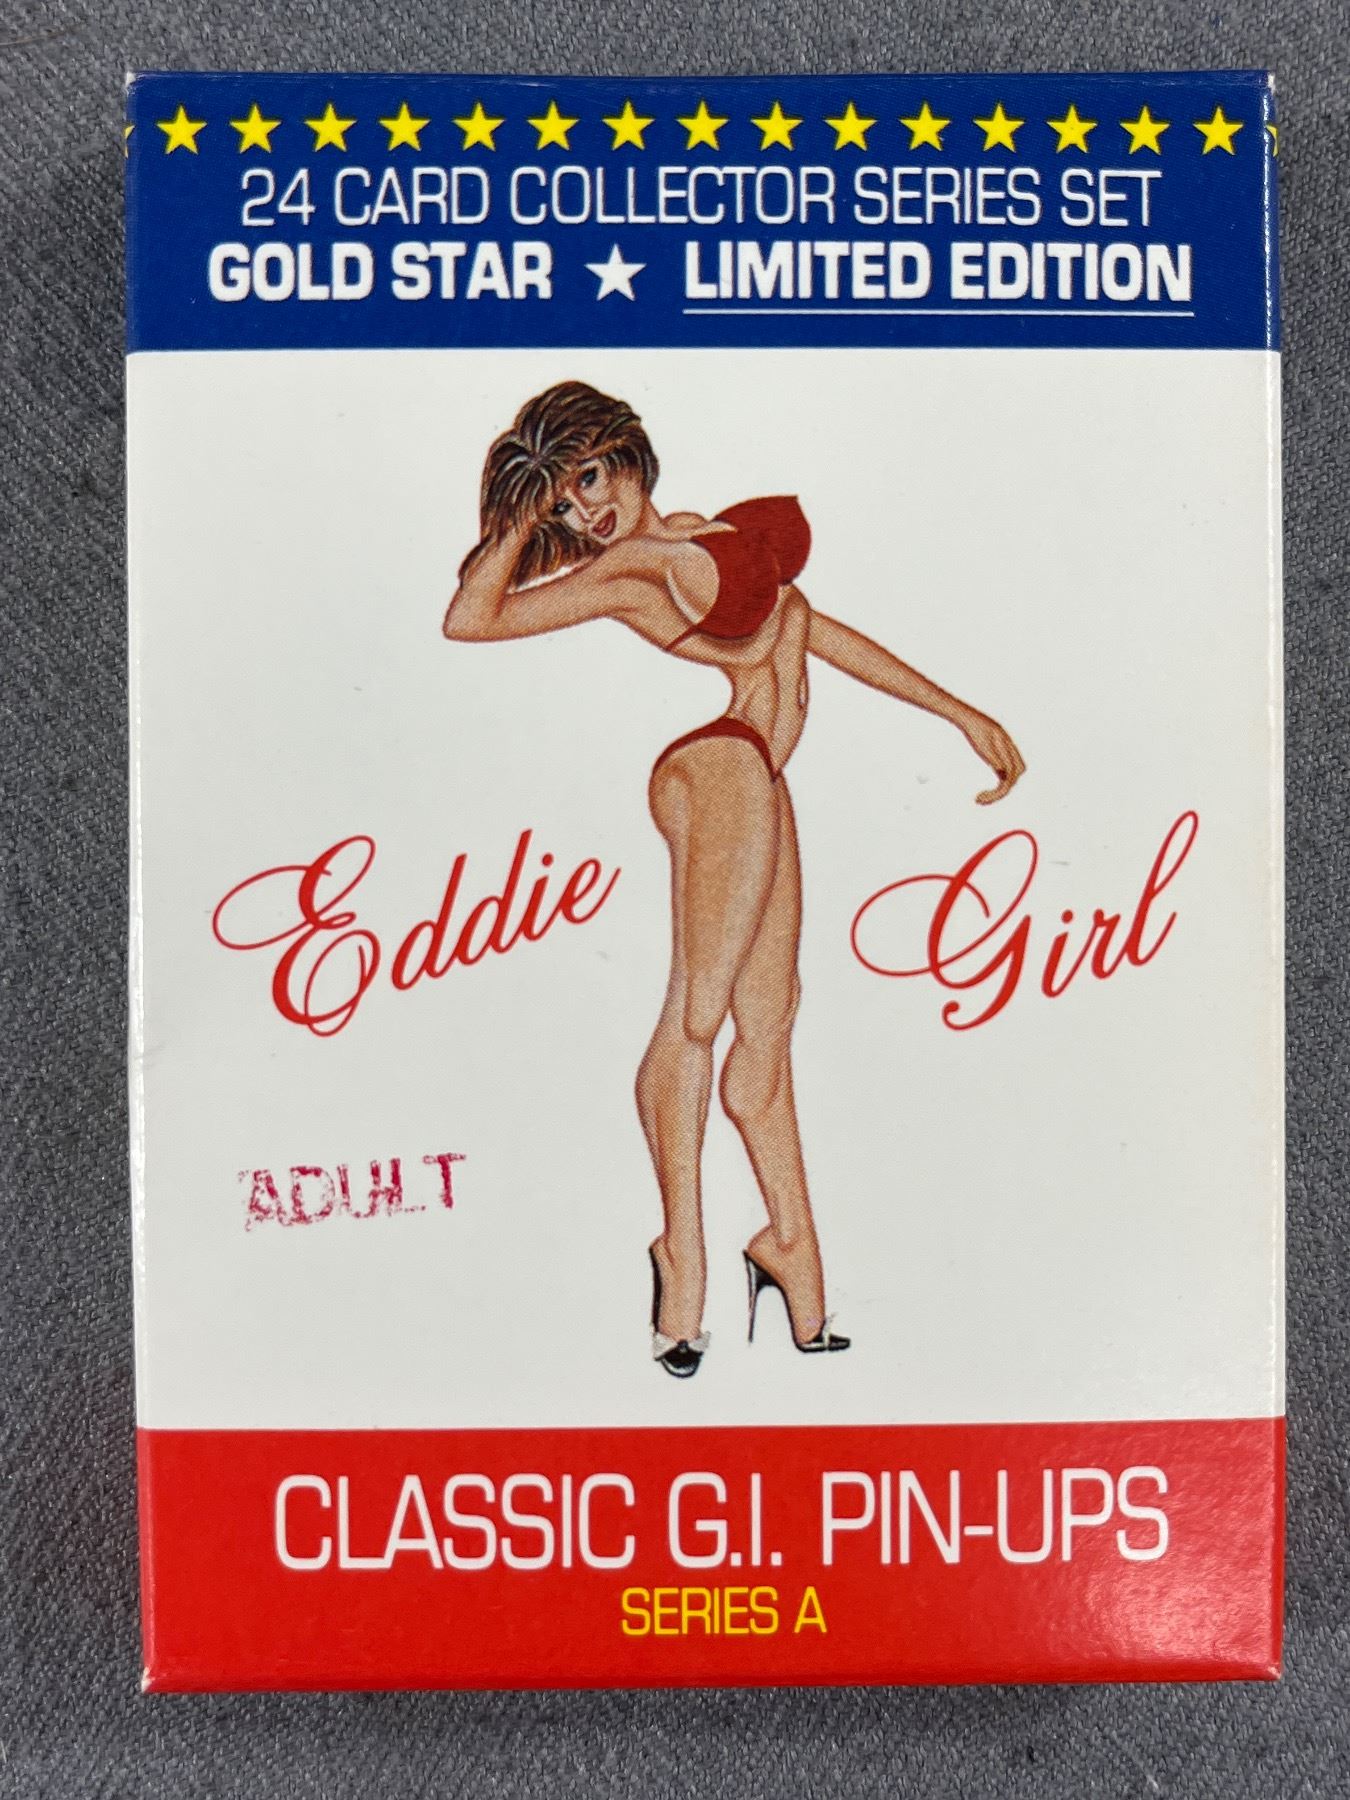 24 CARD COLLECTOR SERIES SET
GOLD STAR ★ LIMITED EDITION
Eddie Girl
ADULT
CLASSIC G.I. PIN-UPS
SERIES A